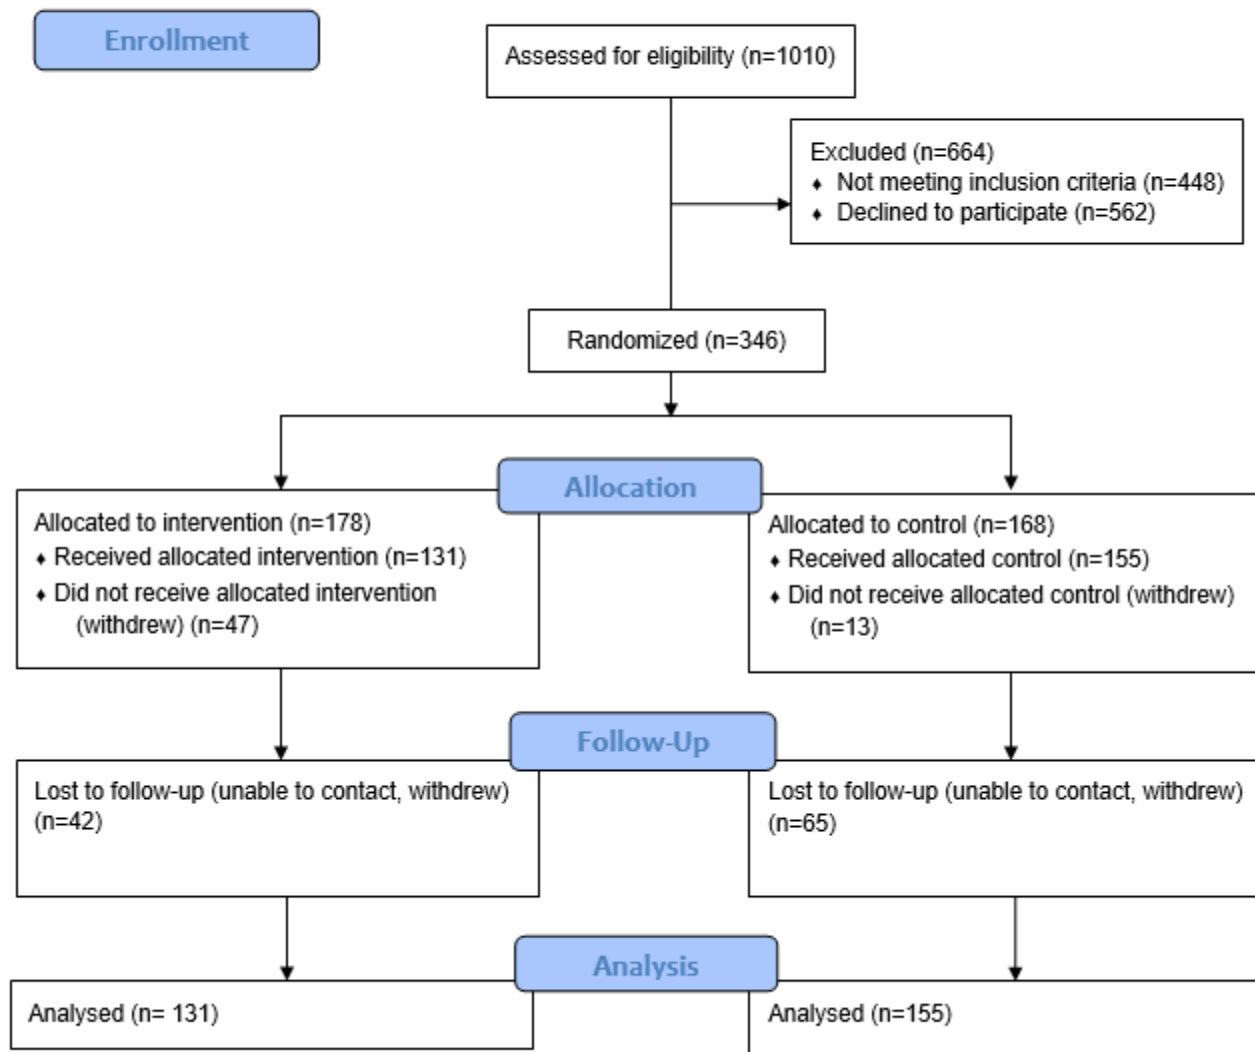 Enrollment
Assessed for eligibility (n=1010)
Excluded (n=664)
♦ Not meeting inclusion criteria (n=448)
♦ Declined to participate (n=562)
Randomized (n=346)
Allocation
Allocated to intervention (n=178)
♦ Received allocated intervention (n=131)
♦ Did not receive allocated intervention
(withdrew) (n=47)
Allocated to control (n=168)
♦ Received allocated control (n=155)
♦ Did not receive allocated control (withdrew)
(n=13)
Follow-Up
Lost to follow-up (unable to contact, withdrew)
(n=42)
Lost to follow-up (unable to contact, withdrew)
(n=65)
Analysis
Analysed (n= 131)
Analysed (n=155)